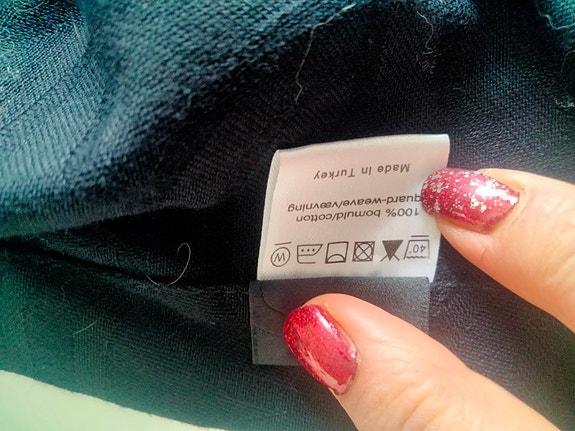 40° W
100% bomuld/cotton
quard-weave/vævning
Made in Turkey